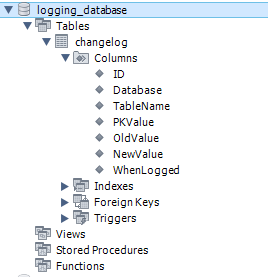 logging_database
Tables
changelog
Columns
ID
Database
TableName
PKValue
OldValue
NewValue
WhenLogged
Indexes
Foreign Keys
Triggers
Views
Stored Procedures
Functions